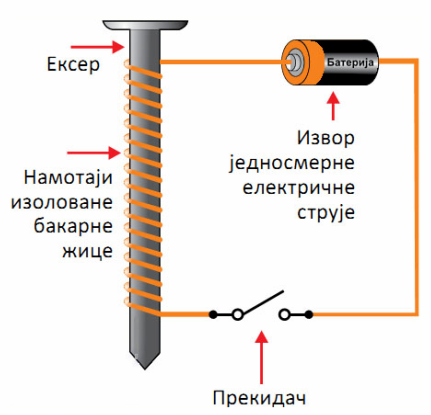 Ексер
Батерија
Намотаји
изоловане
бакарне
жице
Извор
једносмерне
електричне
струје
Прекидач